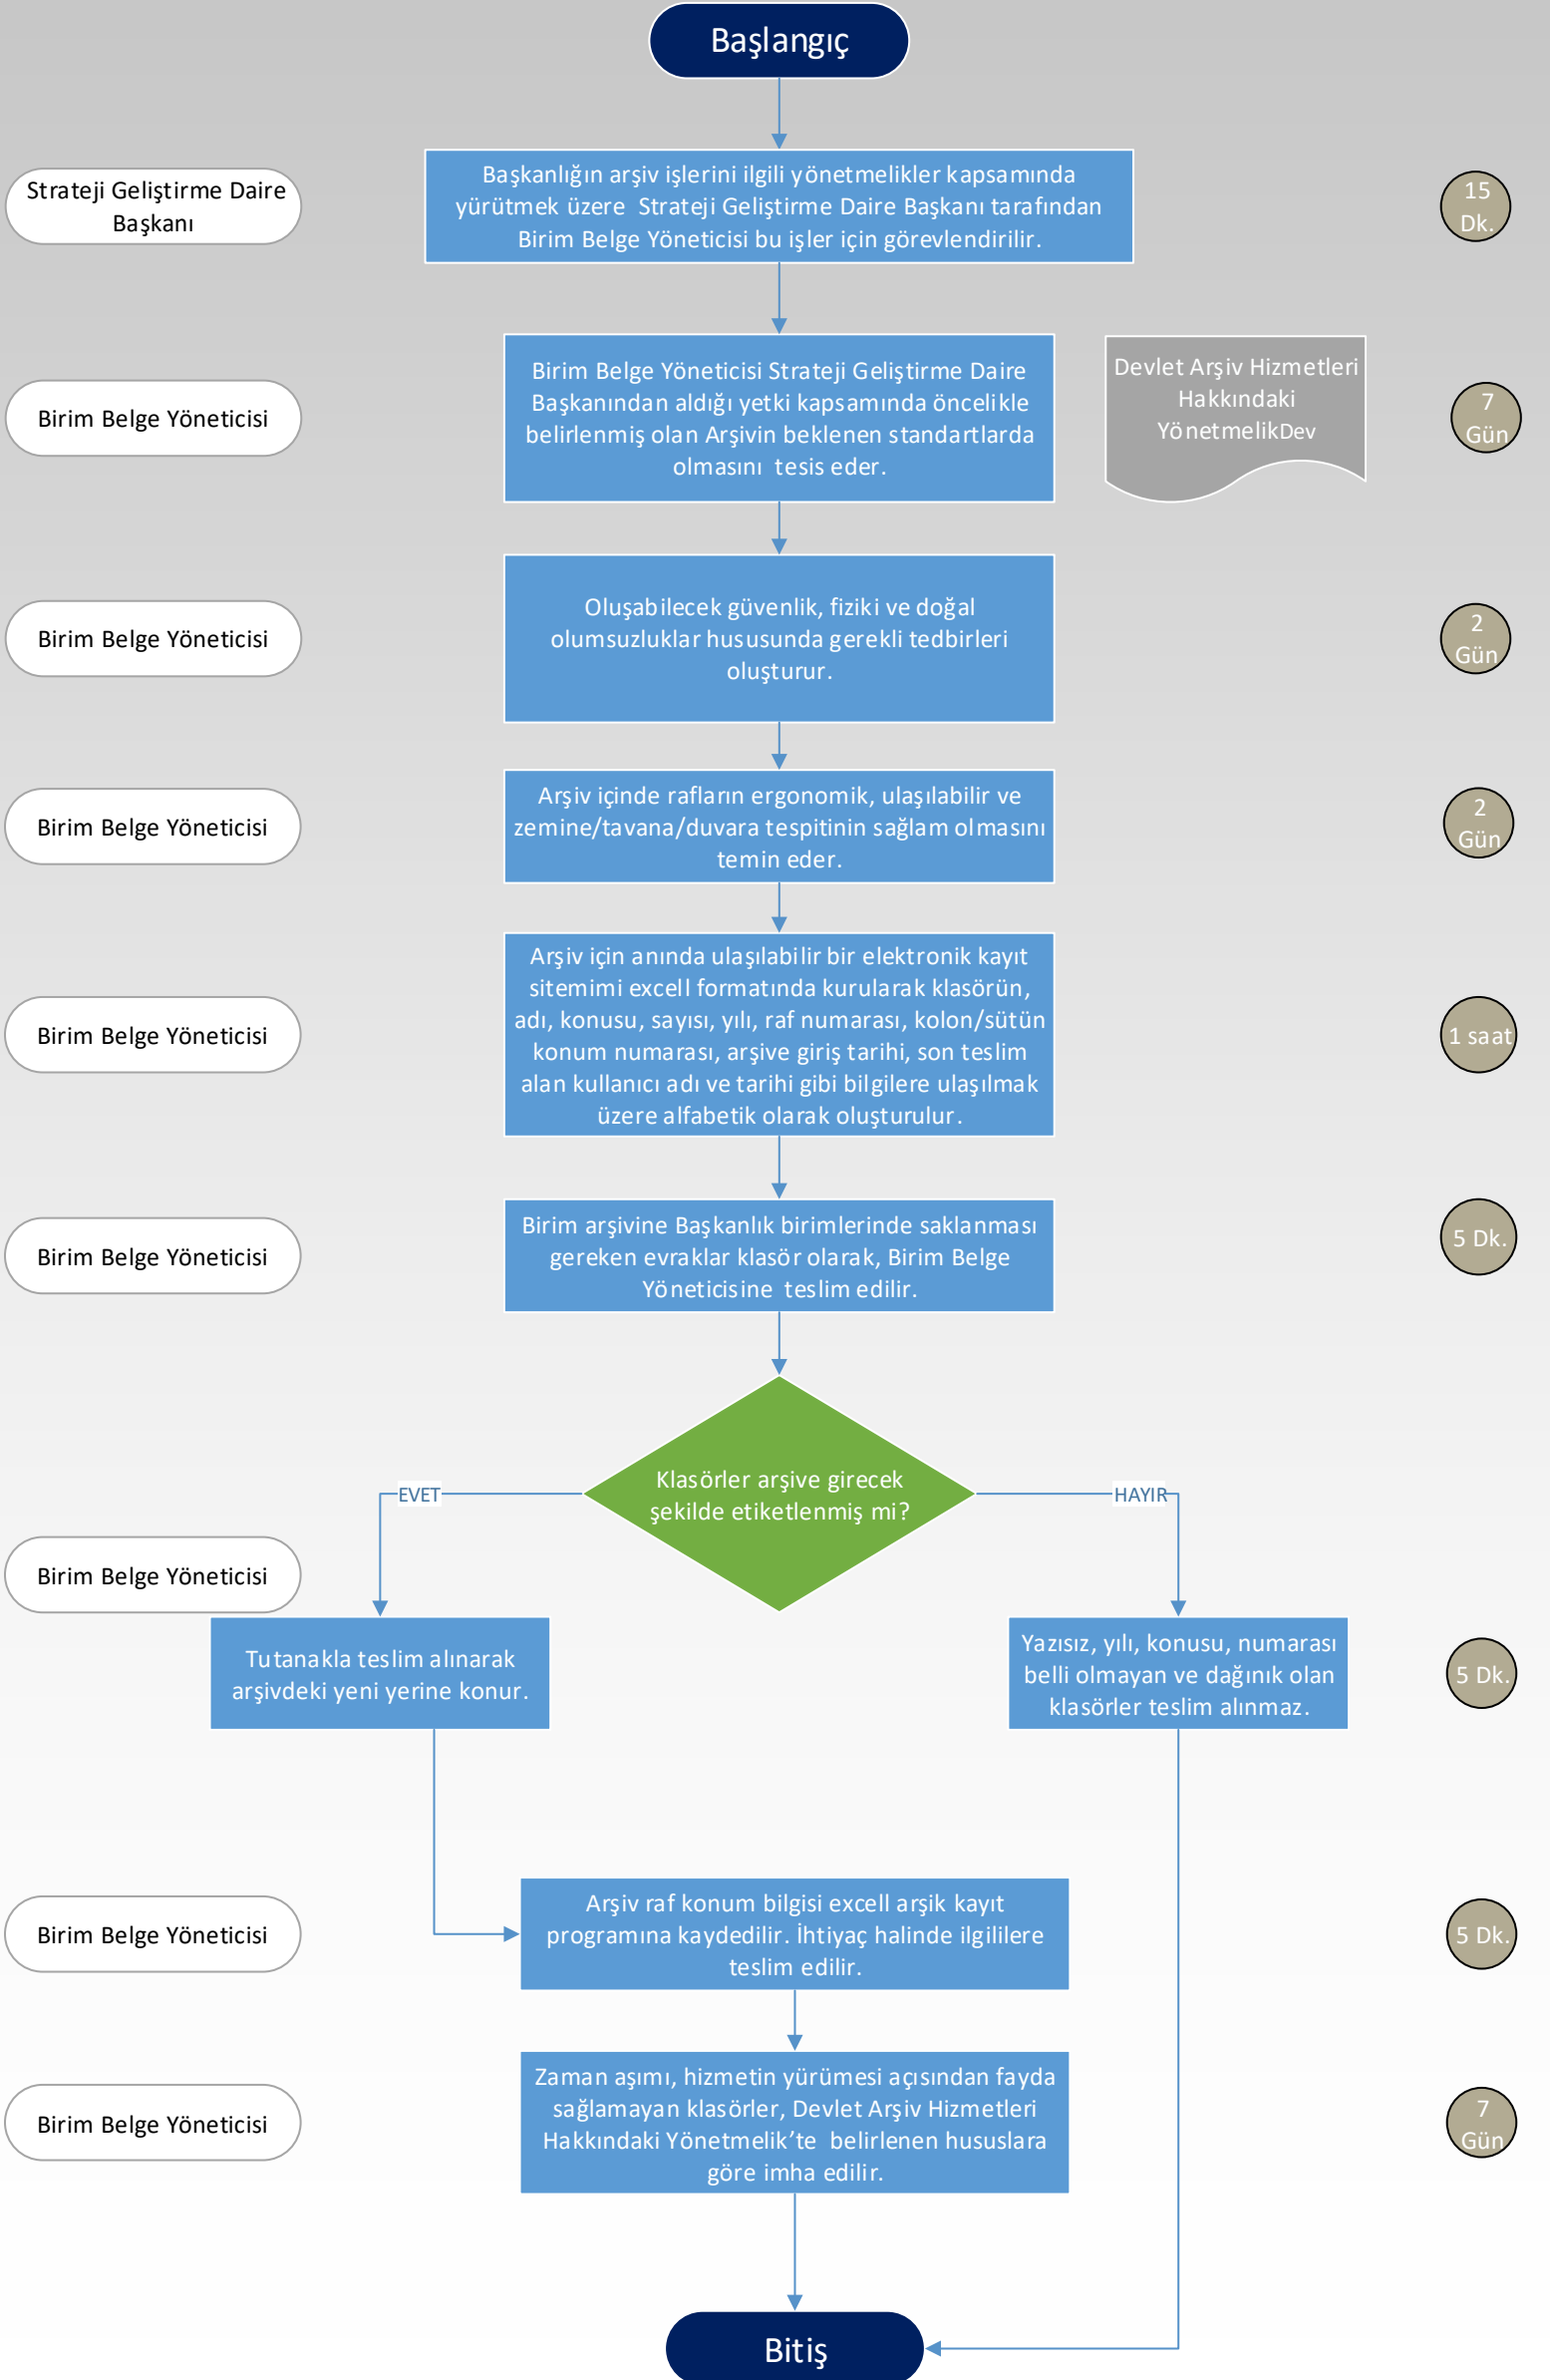 Başlangıç
Strateji Geliştirme Daire
Başkanı
Başkanlığın arşiv işlerini ilgili yönetmelikler kapsamında
yürütmek üzere Strateji Geliştirme Daire Başkanı tarafından
Birim Belge Yöneticisi bu işler için görevlendirilir.
15
Dk.
Birim Belge Yöneticisi
Birim Belge Yöneticisi Strateji Geliştirme Daire
Başkanından aldığı yetki kapsamında öncelikle
belirlenmiş olan Arşivin beklenen standartlarda
olmasını tesis eder.
Devlet Arşiv Hizmetleri
Hakkındaki
YönetmelikDev
7
Gün
Birim Belge Yöneticisi
Oluşabilecek güvenlik, fiziki ve doğal
olumsuzluklar hususunda gerekli tedbirleri
oluşturur.
2
Gün
Birim Belge Yöneticisi
Arşiv içinde rafların ergonomik, ulaşılabilir ve
zemine/tavana/duvara tespitinin sağlam olmasını
temin eder.
2
Gün
Birim Belge Yöneticisi
Arşiv için anında ulaşılabilir bir elektronik kayıt
sitemimi excell formatında kurularak klasörün,
adı, konusu, sayısı, yılı, raf numarası, kolon/sütün
konum numarası, arşive giriş tarihi, son teslim
alan kullanıcı adı ve tarihi gibi bilgilere ulaşılmak
üzere alfabetik olarak oluşturulur.
1 saat
Birim Belge Yöneticisi
Birim arşivine Başkanlık birimlerinde saklanması
gereken evraklar klasör olarak, Birim Belge
Yöneticisine teslim edilir.
5 Dk.
Klasörler arşive girecek
şekilde etiketlenmiş mi?
EVET
HAYIR
Birim Belge Yöneticisi
Tutanakla teslim alınarak
arşivdeki yeni yerine konur.
Yazısız, yılı, konusu, numarası
belli olmayan ve dağınık olan
klasörler teslim alınmaz.
5 Dk.
Birim Belge Yöneticisi
Arşiv raf konum bilgisi excell arşik kayıt
programına kaydedilir. İhtiyaç halinde ilgililere
teslim edilir.
5 Dk.
Birim Belge Yöneticisi
Zaman aşımı, hizmetin yürümesi açısından fayda
sağlamayan klasörler, Devlet Arşiv Hizmetleri
Hakkındaki Yönetmelik’te belirlenen hususlara
göre imha edilir.
7
Gün
Bitiş